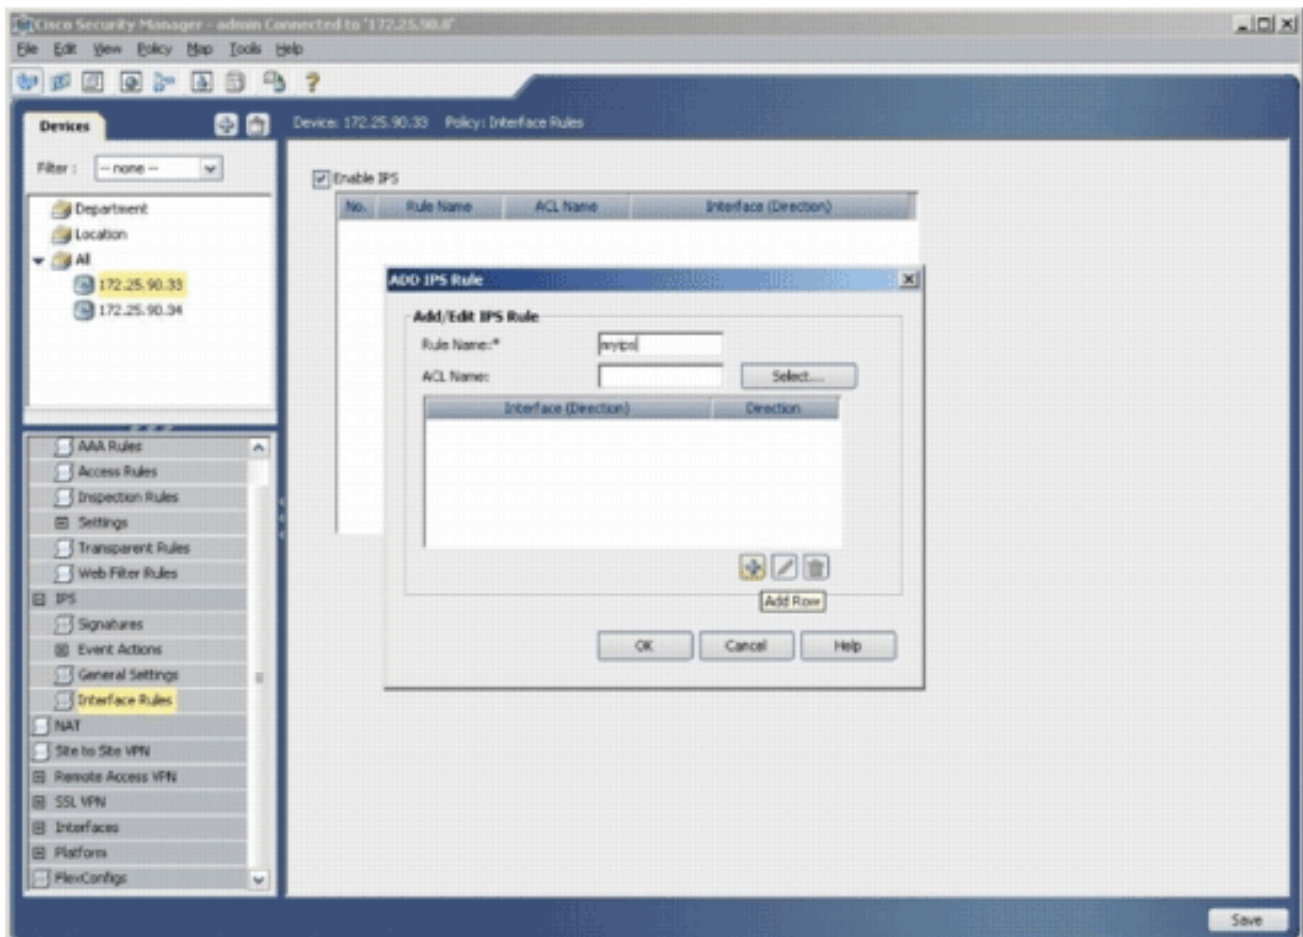 Cisco Security Manager - admin Connected to '172.25.90.8'
File Edit View Policy Map Tools Help
Devices
Device: 172.25.90.33 Policy: Interface Rules
Filter : -- none --
Enable IPS
No. Rule Name ACL Name Interface (Direction)
Department
Location
All
172.25.90.33
172.25.90.34
ADD IPS Rule
Add/Edit IPS Rule
Rule Name:*
myips
ACL Name:
Select....
Interface (Direction) Direction
Add Row
OK Cancel Help
AAA Rules
Access Rules
Inspection Rules
Settings
Transparent Rules
Web Filter Rules
IPS
Signatures
Event Actions
General Settings
Interface Rules
NAT
Site to Site VPN
Remote Access VPN
SSL VPN
Interfaces
Platform
FlexConfigs
Save